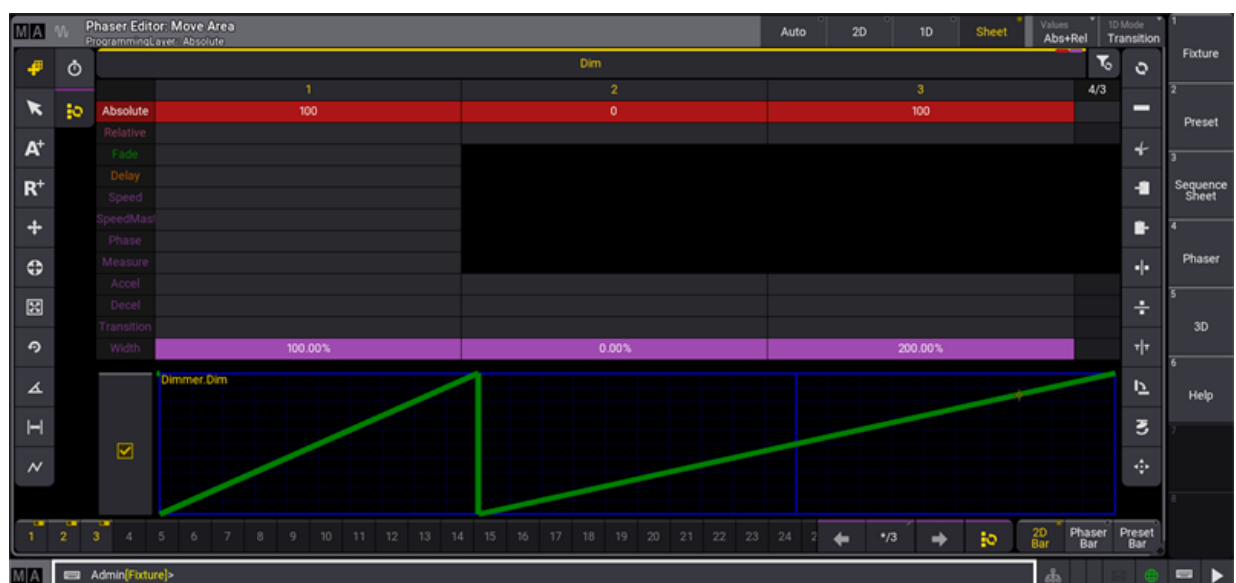 MA Phaser Editor: Move Area
ProgrammingLayer: Absolute
Auto 2D 1D Sheet
Values
Abs+Rel
1D Mode
Transition
Dim
1 2 3 4/3
Absolute 100 0 100
Relative
Fade
Delay
Speed
SpeedMast
Phase
Measure
Accel
Decel
Transition
Width 100.00% 0.00% 200.00%
A+
R+
T|T
Dimmer.Dim
1 2 3 4 5 6 7 8 9 10 11 12 13 14 15 16 17 18 19 20 21 22 23 24 2
*/3
2D
Bar
Phaser
Bar
Preset
Bar
1
Fixture
2
Preset
3
Sequence
Sheet
4
Phaser
5
3D
6
Help
7
8
MA Admin[Fixture]>